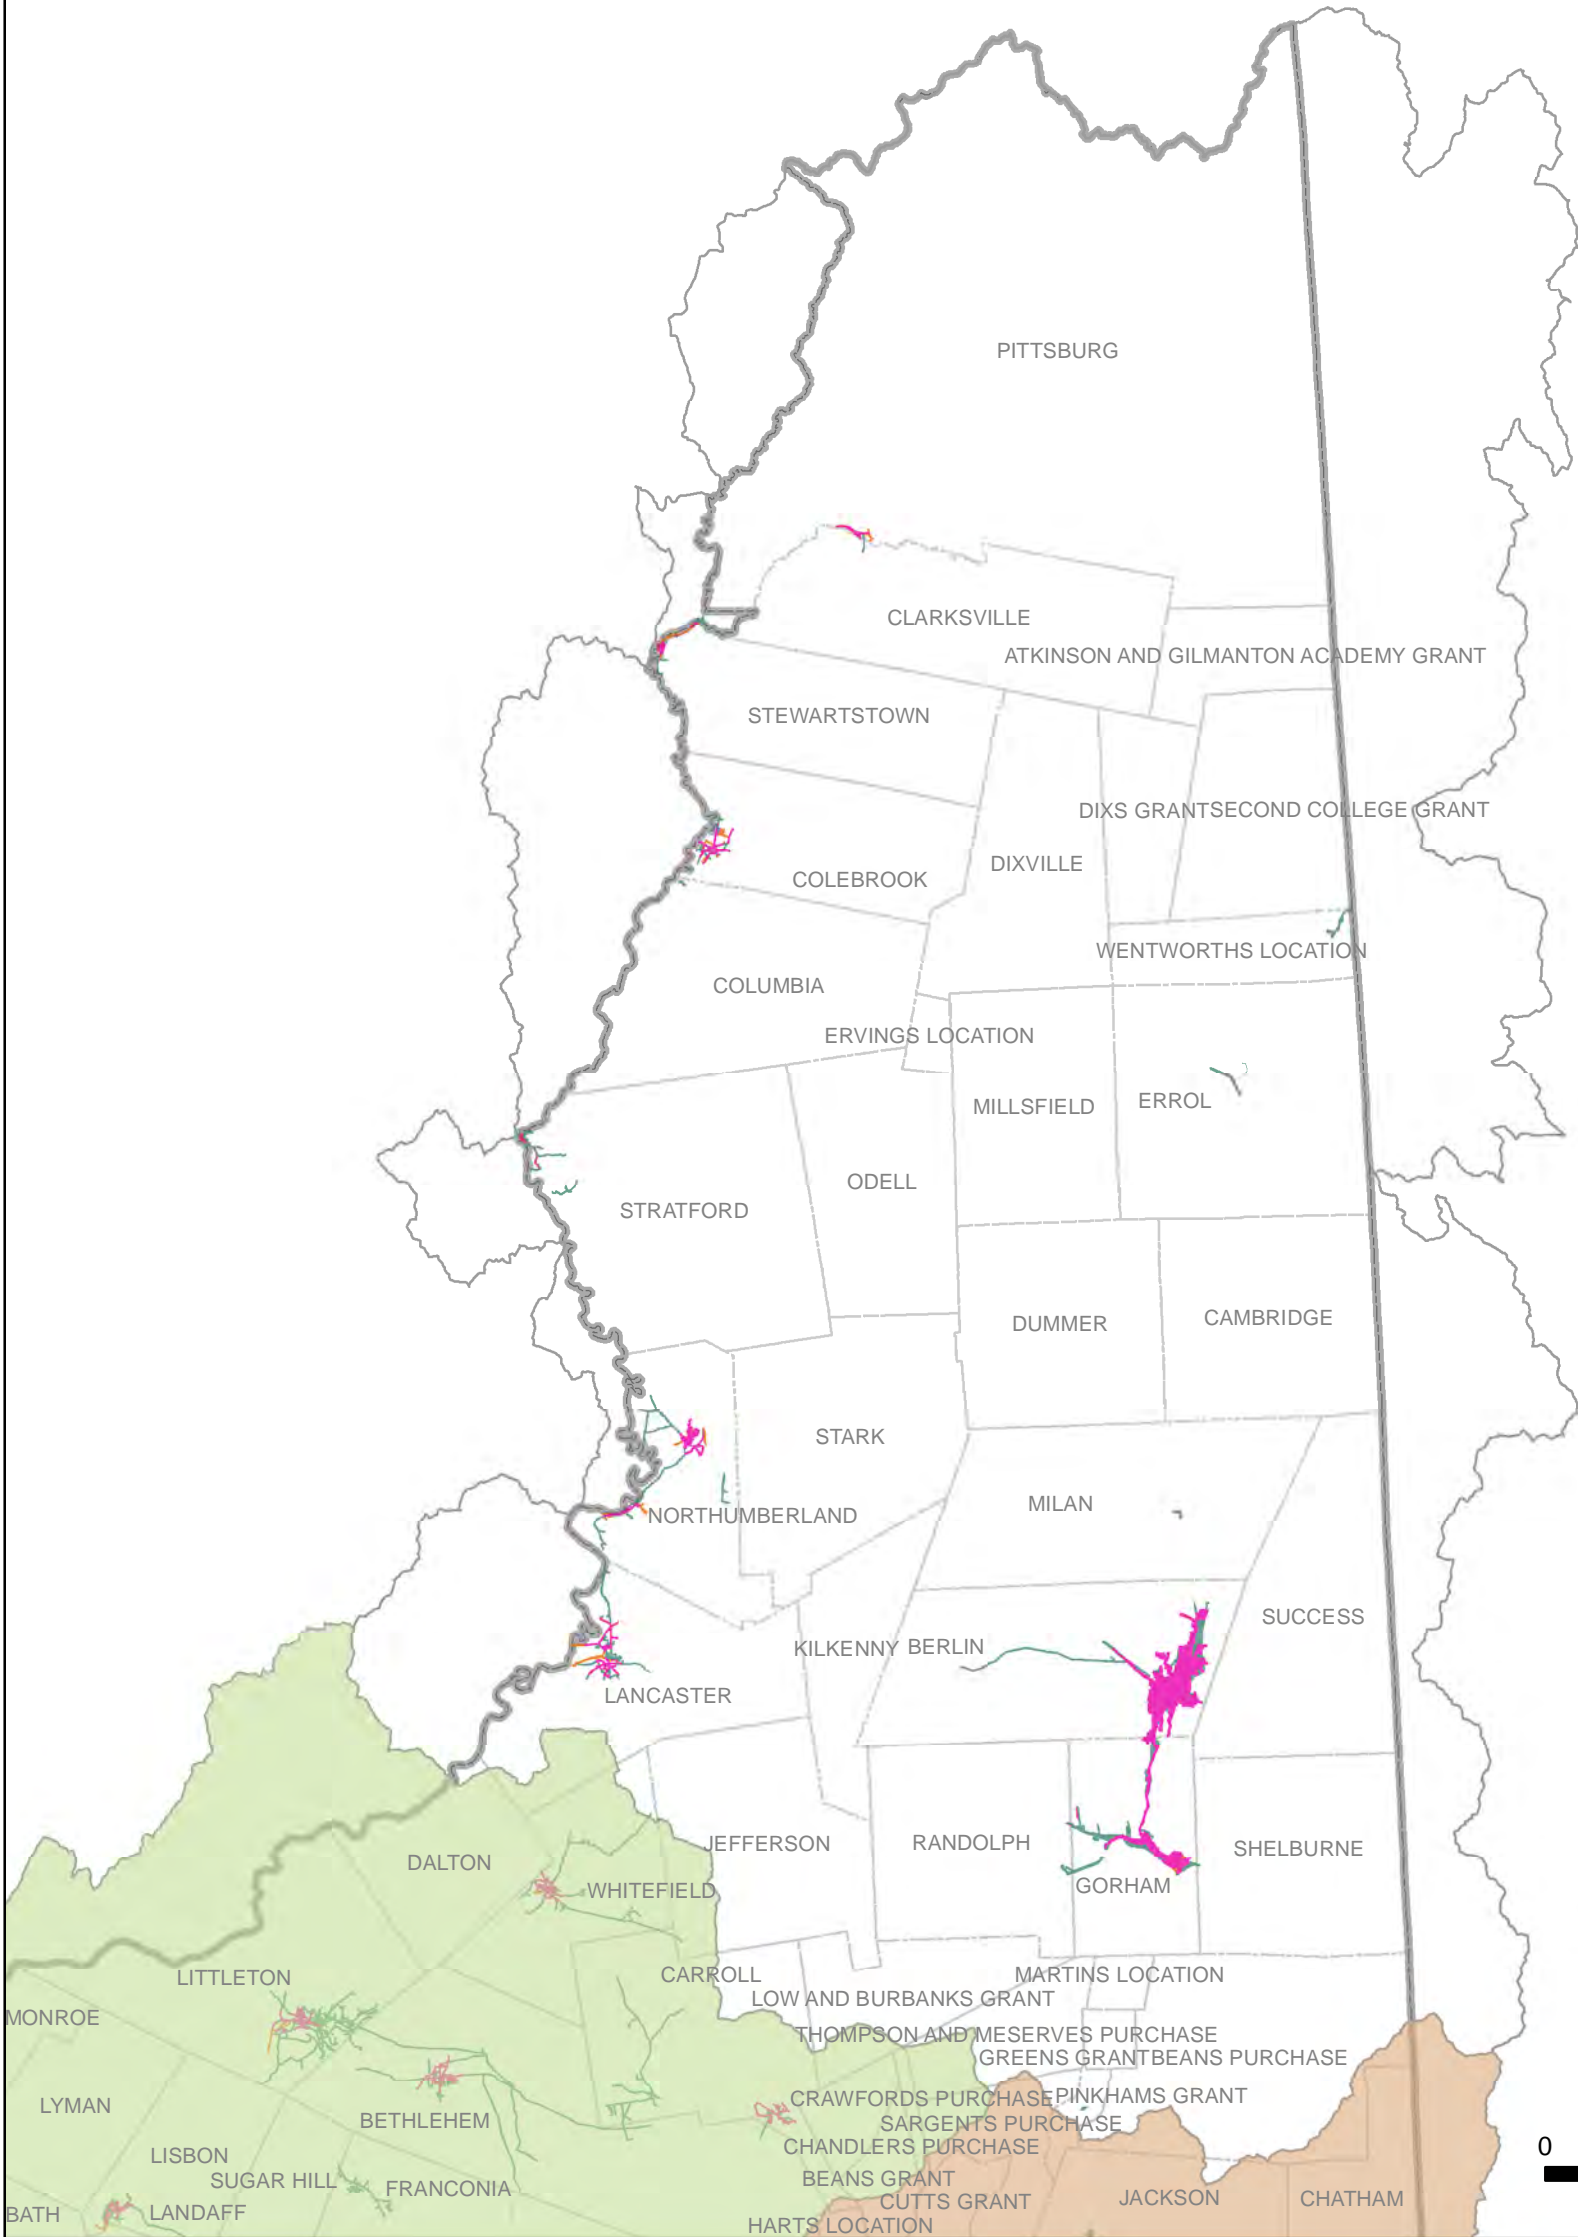 PITTSBURG
CLARKSVILLE
ATKINSON AND GILMANTON ACADEMY GRANT
STEWARTSTOWN
DIXS GRANT
SECOND COLLEGE GRANT
DIXVILLE
COLEBROOK
WENTWORTHS LOCATION
COLUMBIA
ERVINGS LOCATION
MILLSFIELD
ERROL
ODELL
STRATFORD
DUMMER
CAMBRIDGE
STARK
MILAN
NORTHUMBERLAND
SUCCESS
KILKENNY
BERLIN
LANCASTER
JEFFERSON
RANDOLPH
SHELBURNE
DALTON
GORHAM
WHITEFIELD
LITTLETON
CARROLL
MARTINS LOCATION
LOW AND BURBANKS GRANT
MONROE
THOMPSON AND MESERVES PURCHASE
GREENS GRANT
BEANS PURCHASE
CRAWFORDS PURCHASE
PINKHAMS GRANT
LYMAN
BETHLEHEM
SARGENTS PURCHASE
CHANDLERS PURCHASE
0
LISBON
SUGAR HILL
FRANCONIA
BEANS GRANT
JACKSON
CHATHAM
CUTTS GRANT
BATH
LANDAFF
HARTS LOCATION